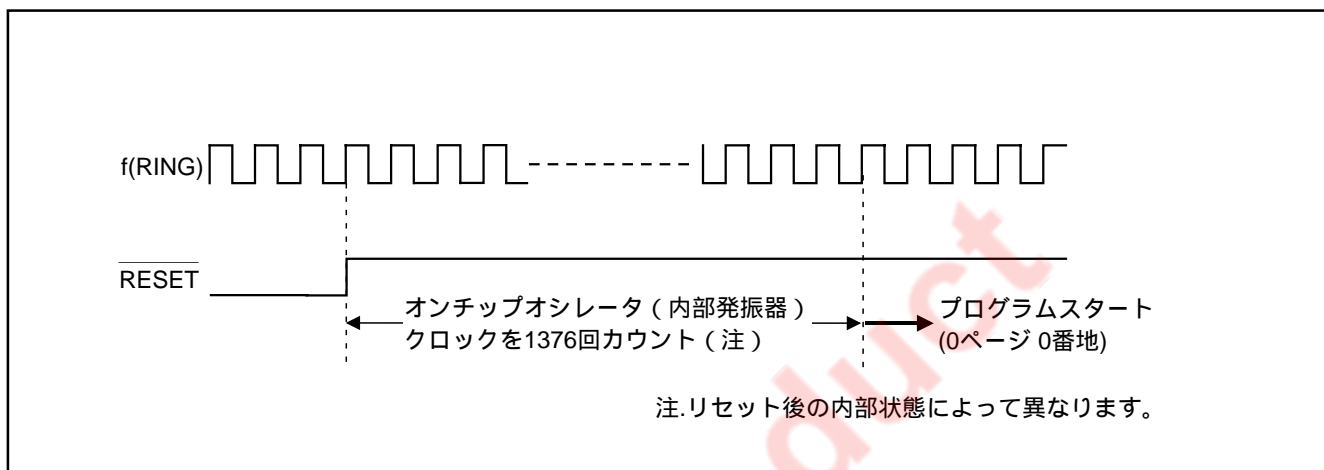 f(RING)
RESET
オンチップオシレータ（内部発振器）
クロックを1376回カウント（注）
プログラムスタート
(0ページ 0番地)
注.リセット後の内部状態によって異なります。
duct